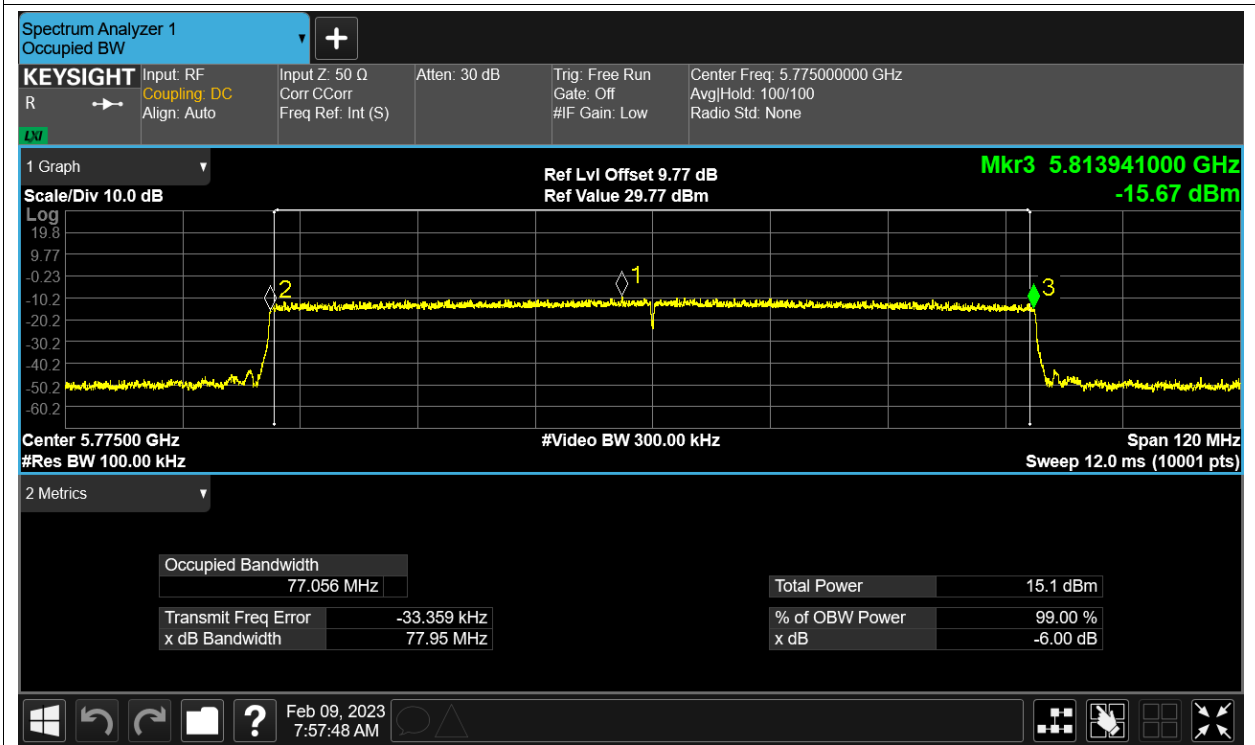 Spectrum Analyzer 1
Occupied BW
KEYSIGHT Input: RF Input Z: 50 Ω Atten: 30 dB Trig: Free Run Center Freq: 5.775000000 GHz
R Coupling: DC Corr CCorr Gate: Off Avg|Hold: 100/100
Align: Auto Freq Ref: Int (S) #IF Gain: Low Radio Std: None
LXI
1 Graph Ref Lvl Offset 9.77 dB Mkr3 5.813941000 GHz
Scale/Div 10.0 dB Ref Value 29.77 dBm -15.67 dBm
Log
19.8
9.77
-0.23 1
-10.2 2 3
-20.2
-30.2
-40.2
-50.2
-60.2
Center 5.77500 GHz #Video BW 300.00 kHz Span 120 MHz
#Res BW 100.00 kHz Sweep 12.0 ms (10001 pts)
2 Metrics
Occupied Bandwidth
77.056 MHz Total Power 15.1 dBm
Transmit Freq Error -33.359 kHz % of OBW Power 99.00 %
x dB Bandwidth 77.95 MHz x dB -6.00 dB
? Feb 09, 2023
7:57:48 AM